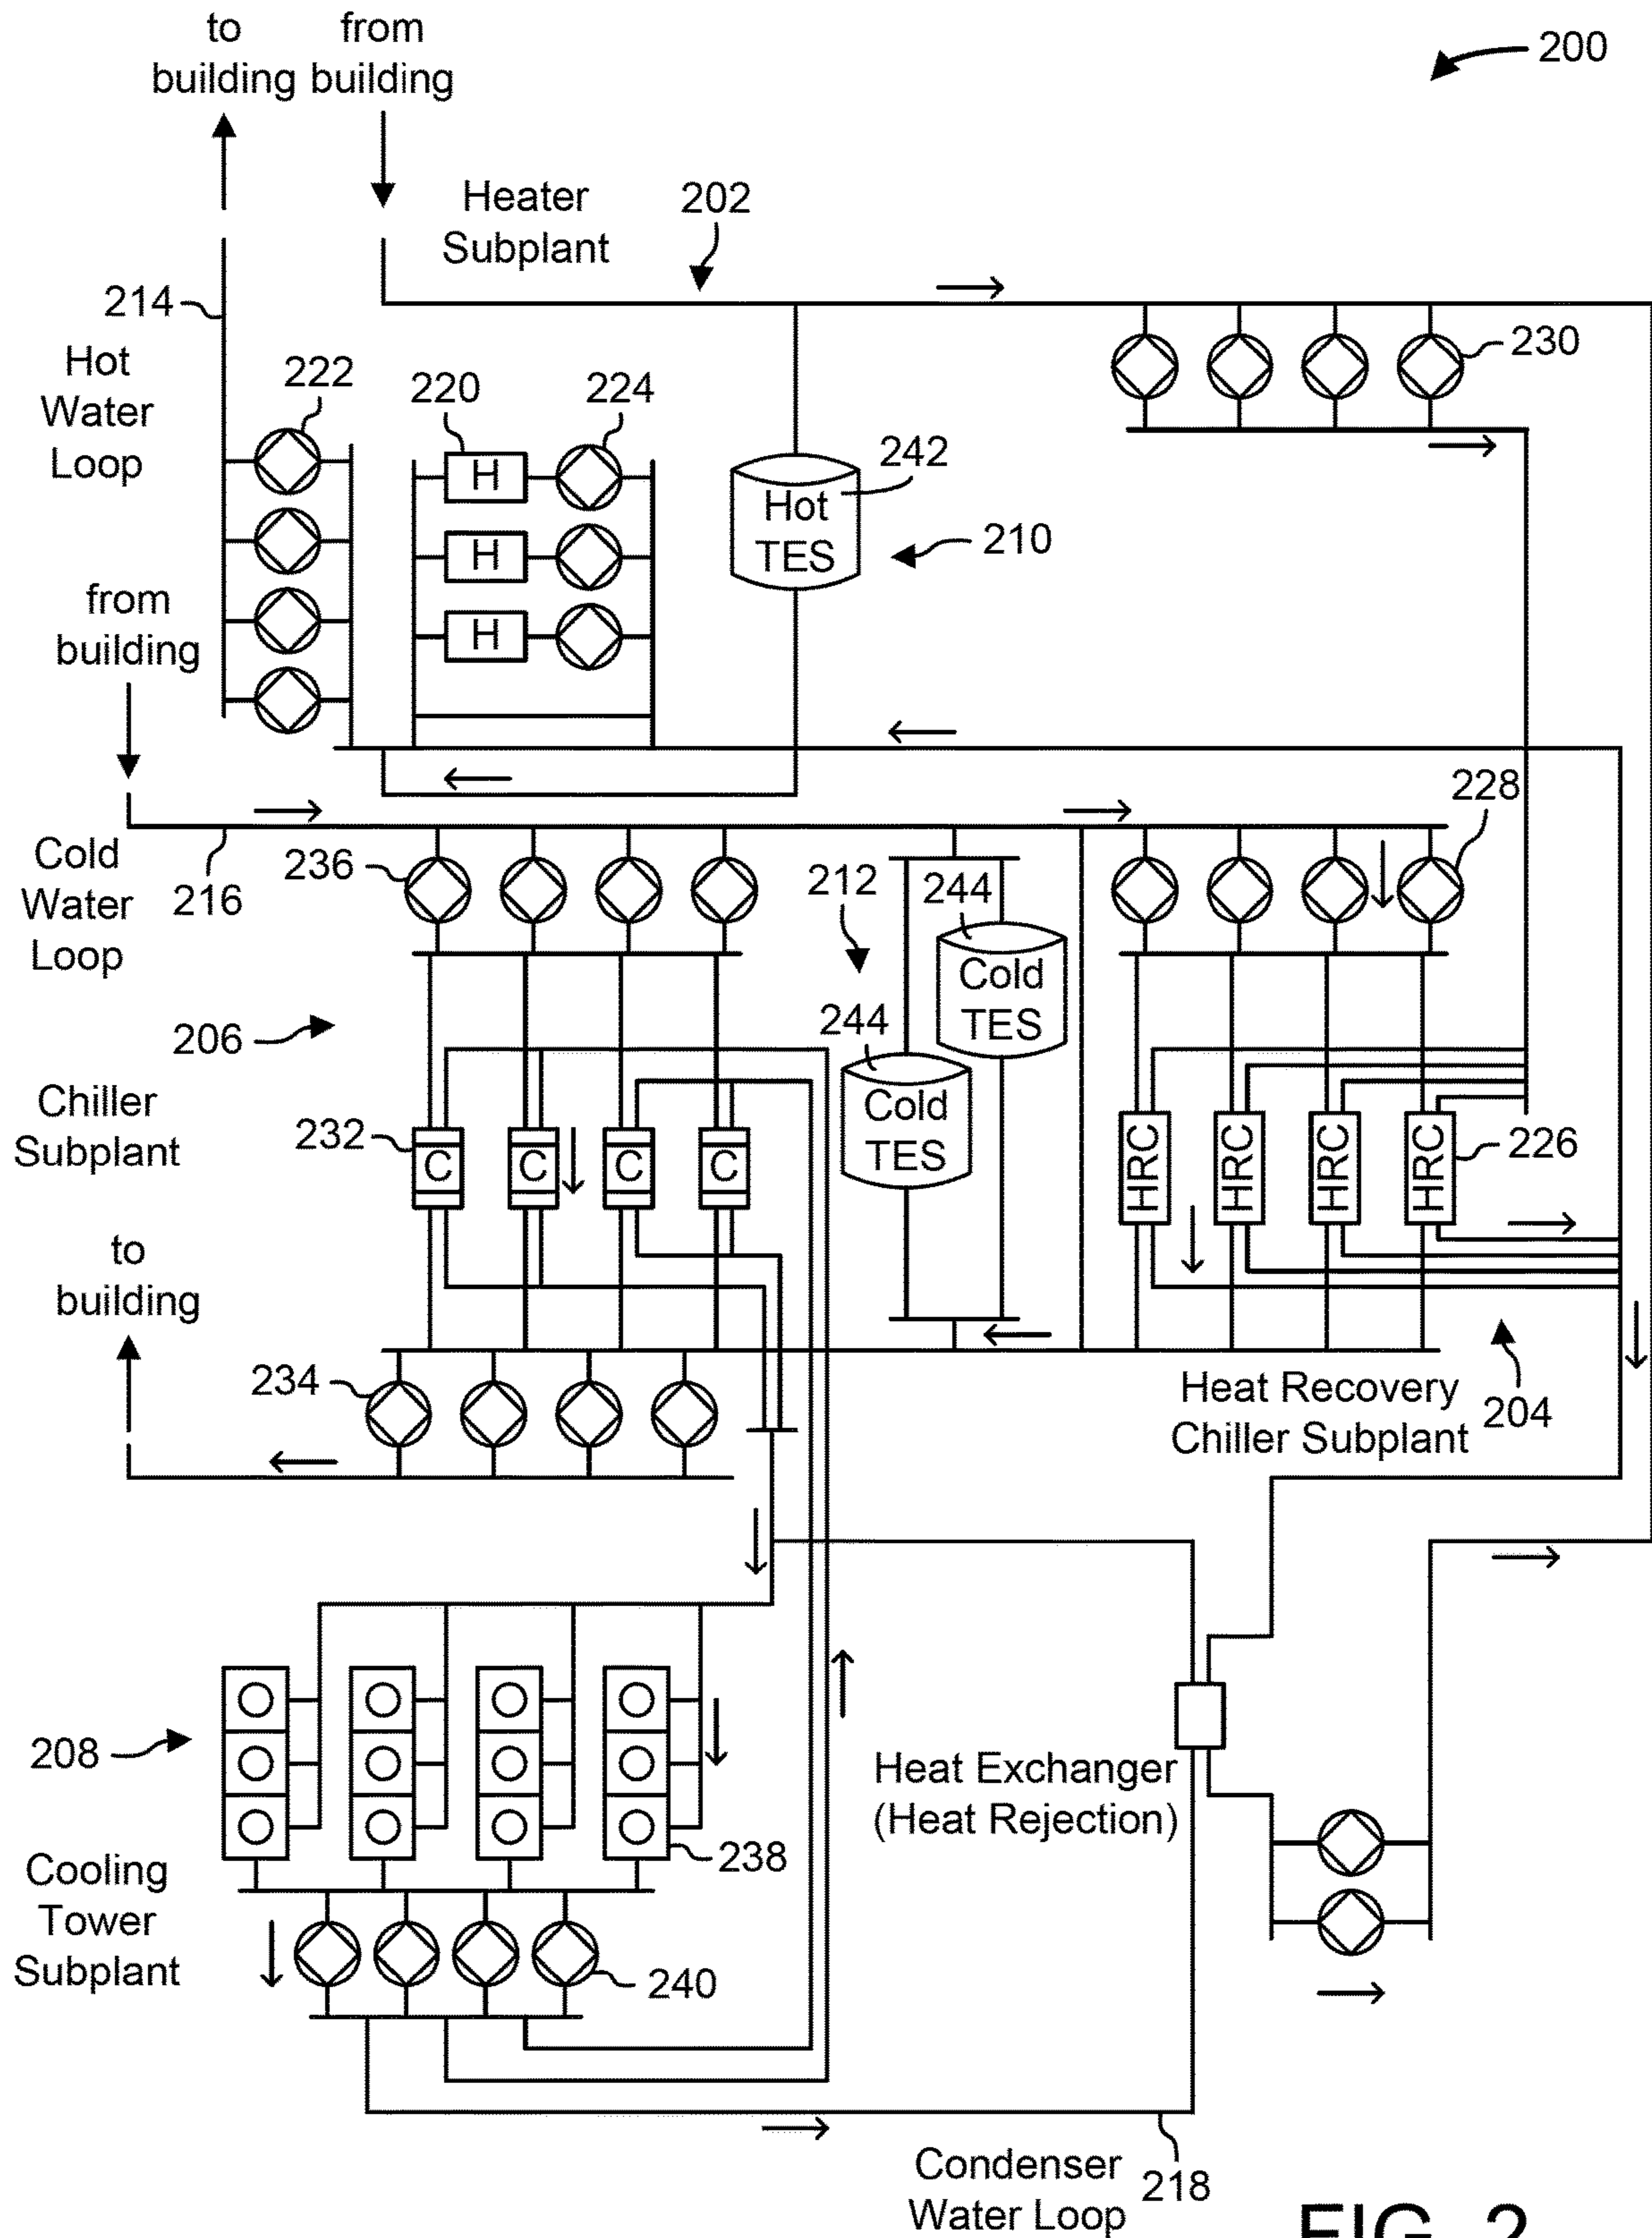 to
building
from
building
200
Heater
Subplant
202
214
Hot
Water
Loop
222
220
224
H
H
H
230
Hot
TES
242
210
from
building
228
Cold
Water
Loop
216
236
212
244
Cold
TES
244
Cold
TES
206
Chiller
Subplant
232
C
C
C
C
HRC
HRC
HRC
HRC
226
to
building
234
Heat Recovery
Chiller Subplant
204
208
Heat Exchanger
(Heat Rejection)
238
Cooling
Tower
Subplant
240
Condenser
Water Loop
218
FIG. 2